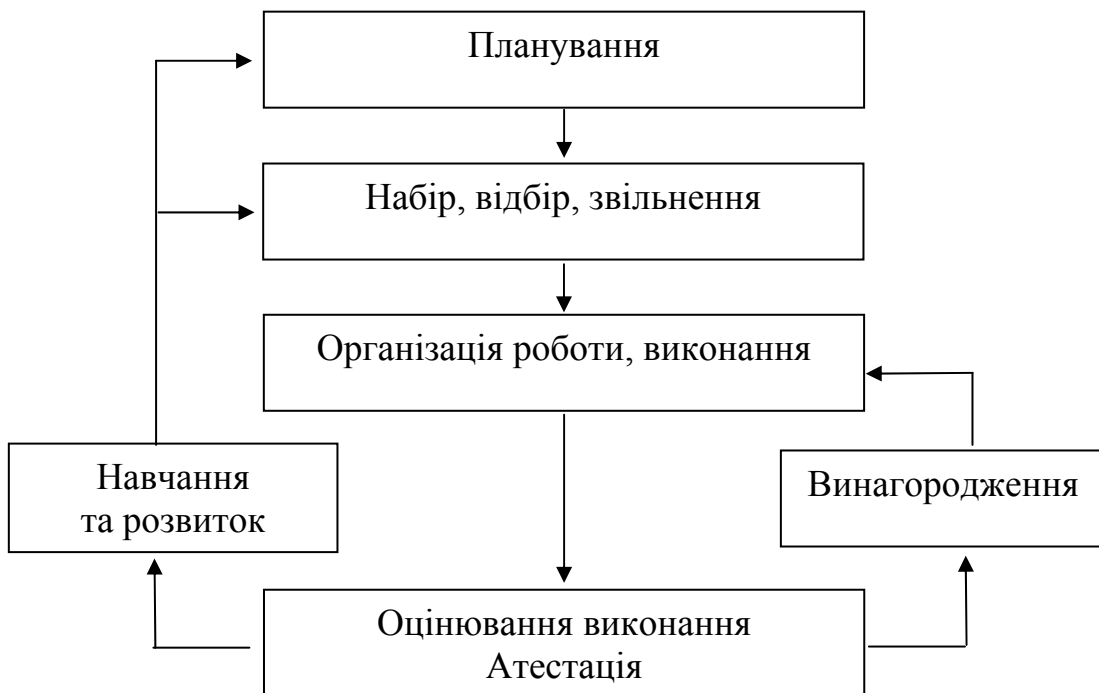 Планування
Набір, відбір, звільнення
Організація роботи, виконання
Навчання
та розвиток
Винагородження
Оцінювання виконання
Атестація